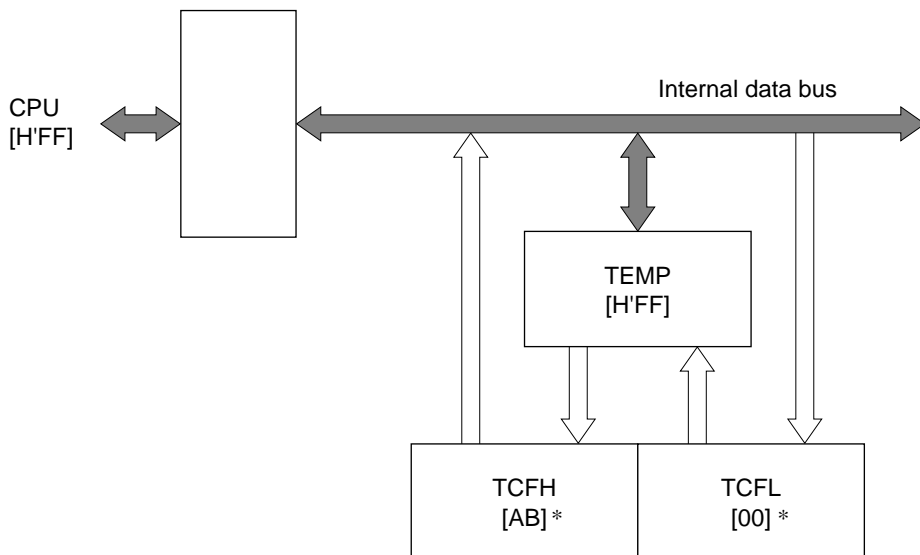 Internal data bus
CPU
[H'FF]
TEMP
[H'FF]
TCFH
[AB] *
TCFL
[00] *